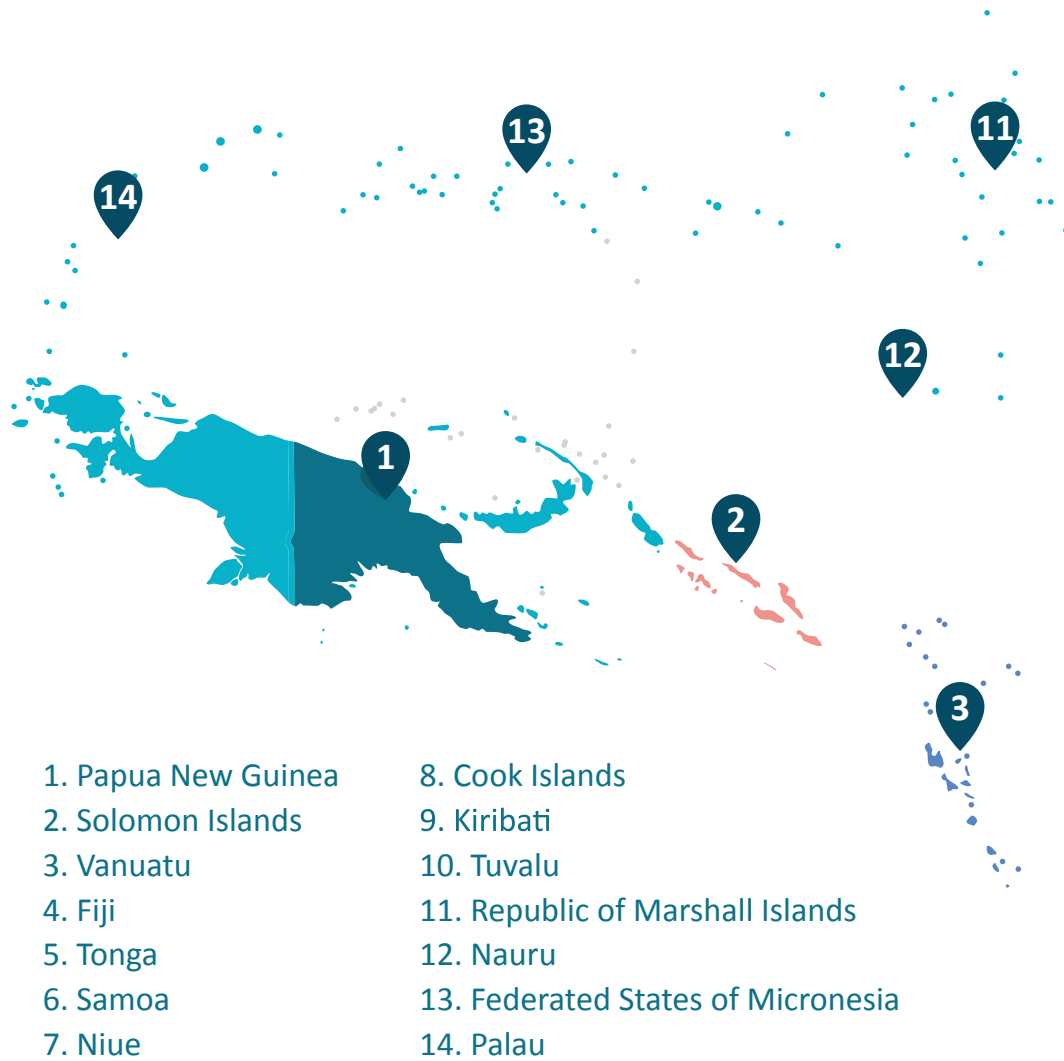 13
11
14
12
1
2
3
1. Papua New Guinea
2. Solomon Islands
3. Vanuatu
4. Fiji
5. Tonga
6. Samoa
7. Niue
8. Cook Islands
9. Kiribati
10. Tuvalu
11. Republic of Marshall Islands
12. Nauru
13. Federated States of Micronesia
14. Palau